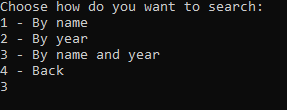 Choose how do you want to search:
1 - By name
2 - By year
3 - By name and year
4 - Back
3